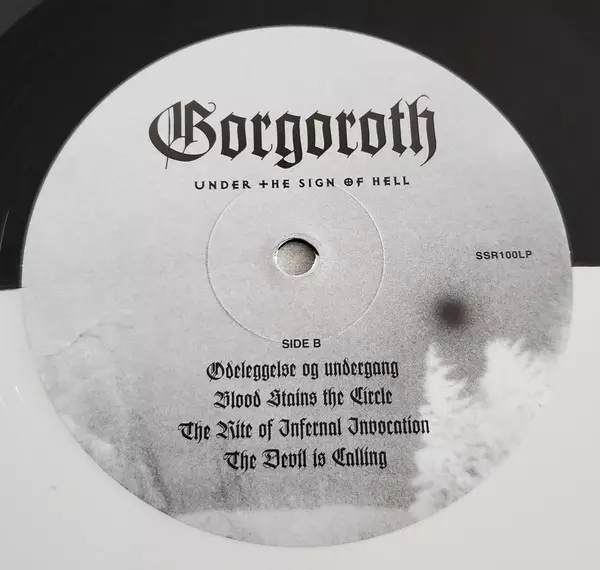 Gorgoroth
UNDER THE SIGN OF HELL
SSR100LP
SIDE B
Ødeleggelse og undergang
Blood Stains the Circle
The Rite of Infernal Invocation
The Devil is Calling